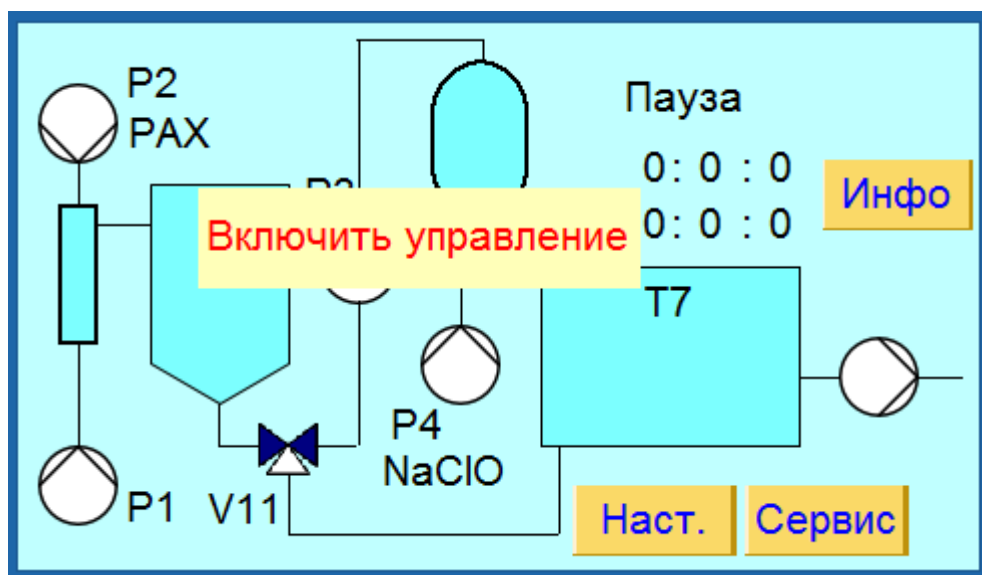 P2
PAX
Пауза
0: 0 : 0
Инфо
Включить управление
0: 0 : 0
T7
P4
NaClO
P1
V11
Наст.
Сервис